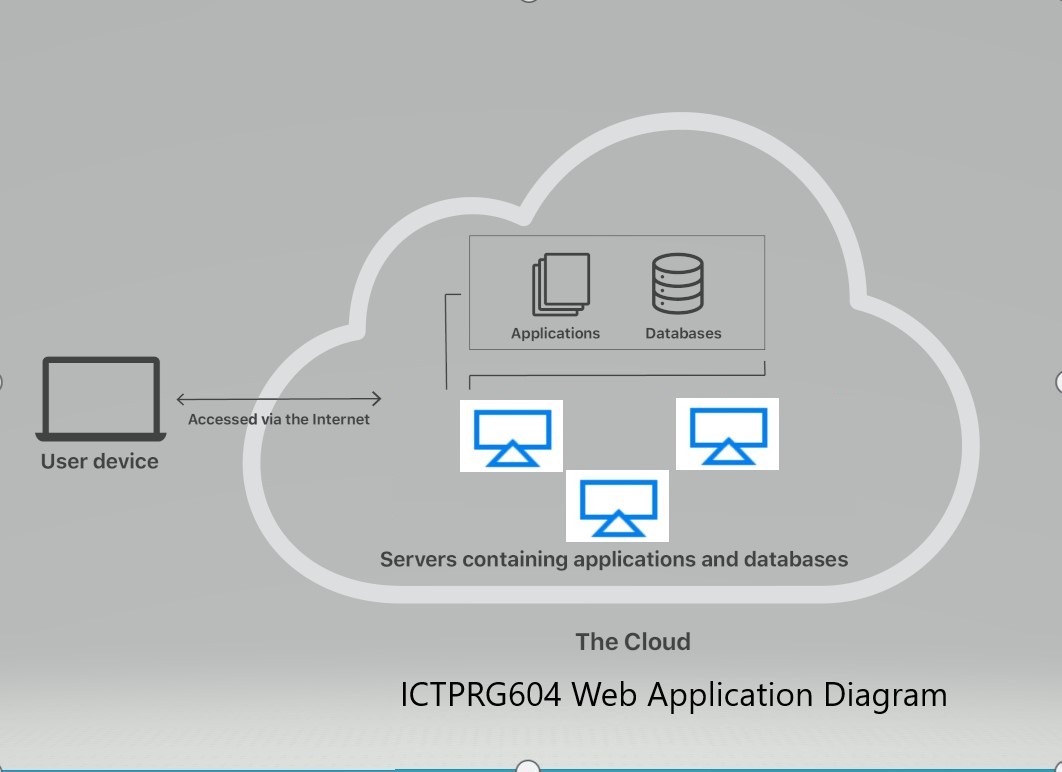 Applications
Databases
Accessed via the Internet
User device
Servers containing applications and databases
The Cloud
ICTPRG604 Web Application Diagram